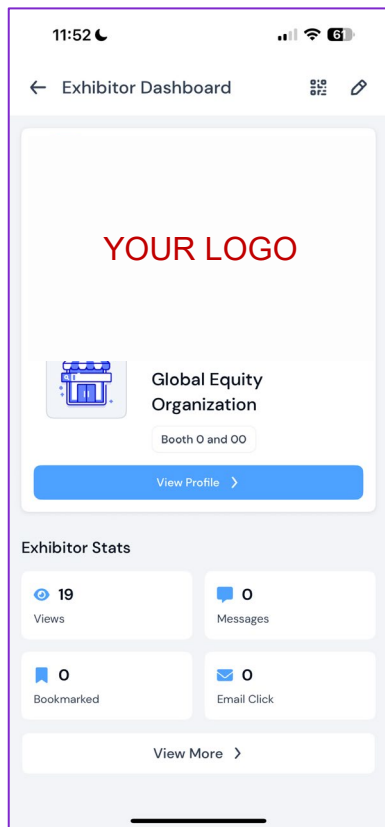 11:52
61
Exhibitor Dashboard
YOUR LOGO
Global Equity
Organization
Booth 0 and 00
View Profile
Exhibitor Stats
19
Views
0
Messages
0
Bookmarked
0
Email Click
View More